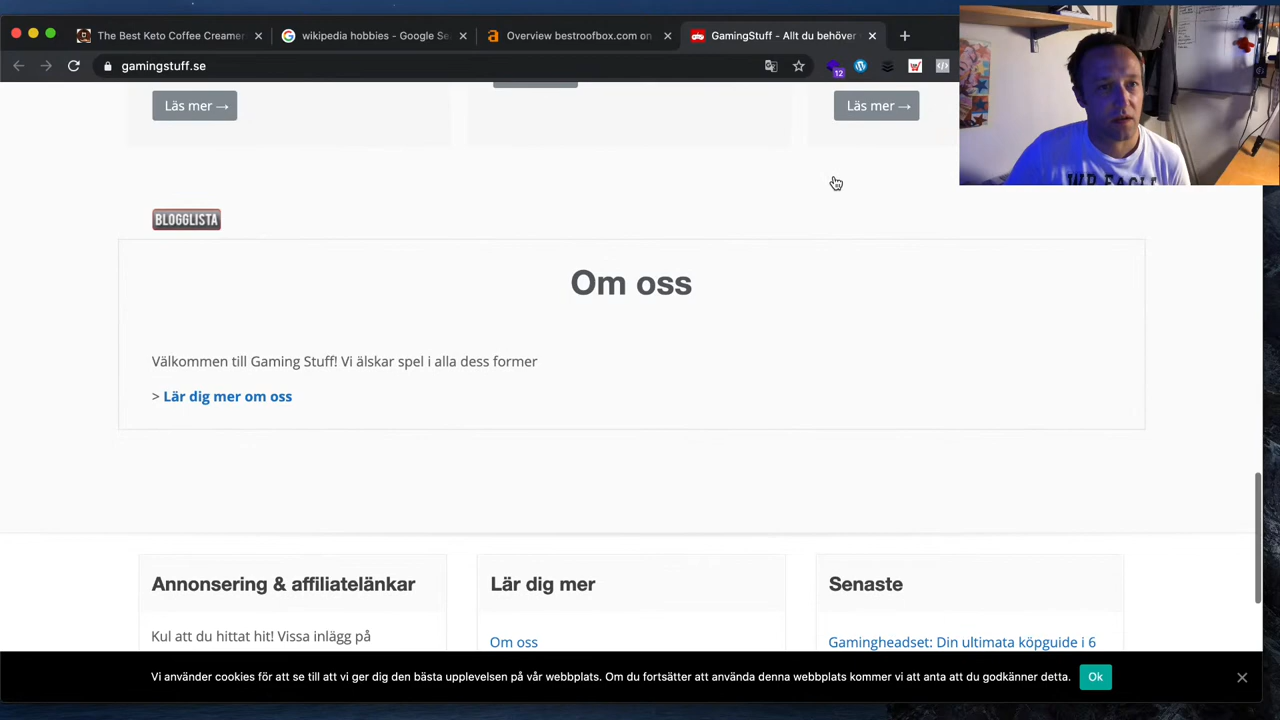 The Best Keto Coffee Creamer
wikipedia hobbies - Google Se
Overview bestroofbox.com on
GamingStuff - Allt du behöver
gamingstuff.se
12
Läs mer →
Läs mer →
BLOGGLISTA
Om oss
Välkommen till Gaming Stuff! Vi älskar spel i alla dess former
> Lär dig mer om oss
Annonsering & affiliatelänkar
Lär dig mer
Senaste
Kul att du hittat hit! Vissa inlägg på
Om oss
Gamingheadset: Din ultimata köpguide i 6
Vi använder cookies för att se till att vi ger dig den bästa upplevelsen på vår webbplats. Om du fortsätter att använda denna webbplats kommer vi att anta att du godkänner detta.
Ok